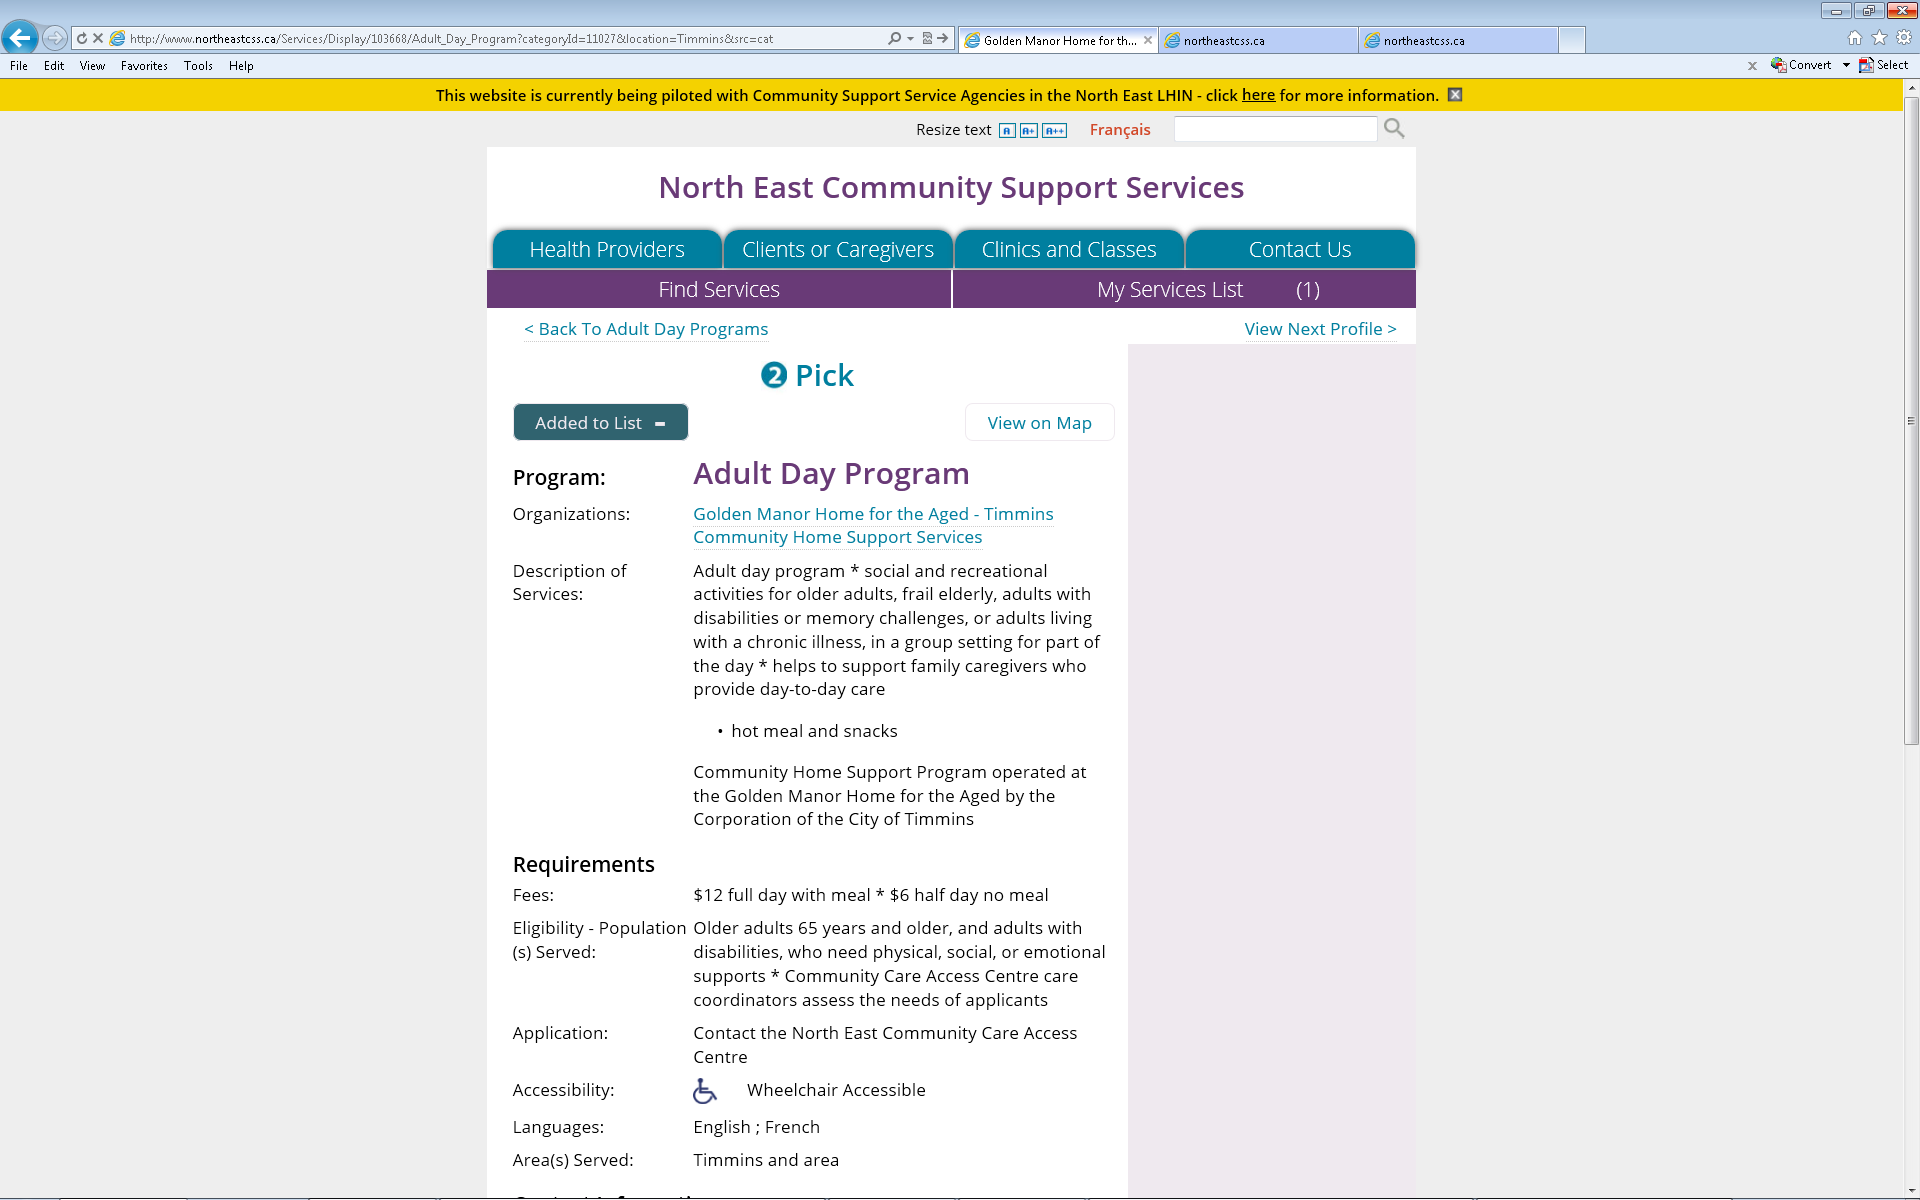 http://www.northeastcss.ca/Services/Display/103668/Adult_Day_Program?categoryId=11027&location=Timmins&src=cat
Golden Manor Home for th...
northeastcss.ca
northeastcss.ca
File Edit View Favorites Tools Help
Convert Select
This website is currently being piloted with Community Support Service Agencies in the North East LHIN - click here for more information.
Resize text A A+ A++ Français
North East Community Support Services
Health Providers Clients or Caregivers Clinics and Classes Contact Us
Find Services My Services List (1)
< Back To Adult Day Programs View Next Profile >
2 Pick
Added to List - View on Map
Program: Adult Day Program
Organizations: Golden Manor Home for the Aged - Timmins
Community Home Support Services
Description of Services:
Adult day program * social and recreational
activities for older adults, frail elderly, adults with
disabilities or memory challenges, or adults living
with a chronic illness, in a group setting for part of
the day * helps to support family caregivers who
provide day-to-day care
• hot meal and snacks
Community Home Support Program operated at
the Golden Manor Home for the Aged by the
Corporation of the City of Timmins
Requirements
Fees: $12 full day with meal * $6 half day no meal
Eligibility - Population
(s) Served:
Older adults 65 years and older, and adults with
disabilities, who need physical, social, or emotional
supports * Community Care Access Centre care
coordinators assess the needs of applicants
Application: Contact the North East Community Care Access
Centre
Accessibility: Wheelchair Accessible
Languages: English ; French
Area(s) Served: Timmins and area